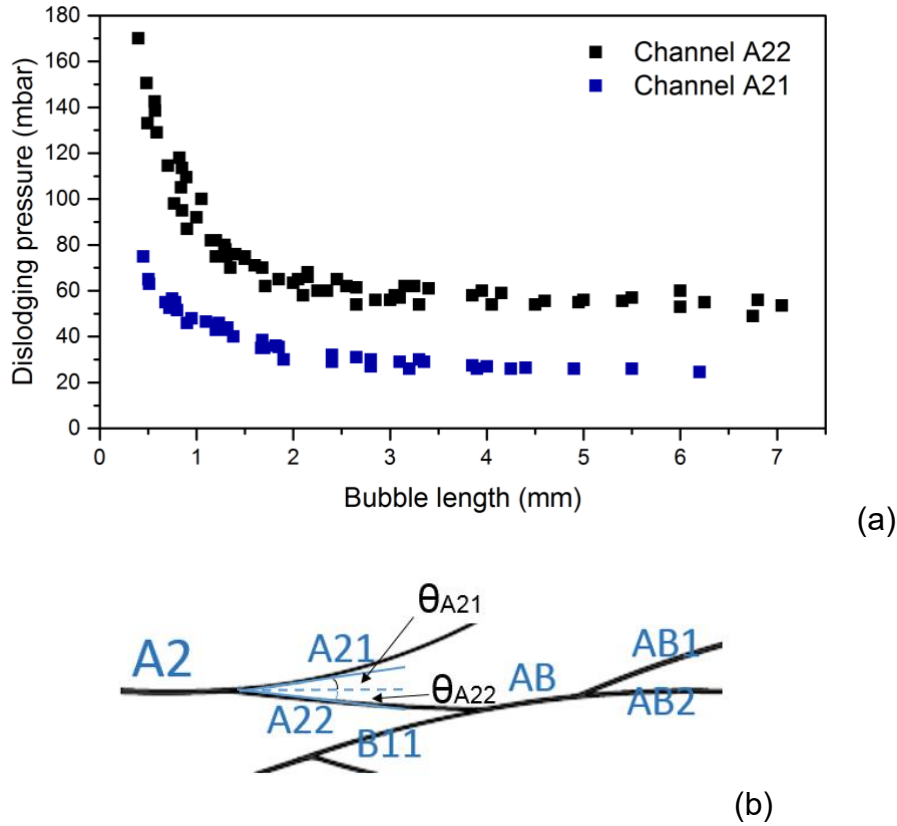 180
160
140
120
100
80
60
40
20
0
Dislodging pressure (mbar)
Channel A22
Channel A21
0 1 2 3 4 5 6 7
Bubble length (mm)
(a)
θA21
A2
A21
AB1
θA22
AB
A22
AB2
B11
(b)